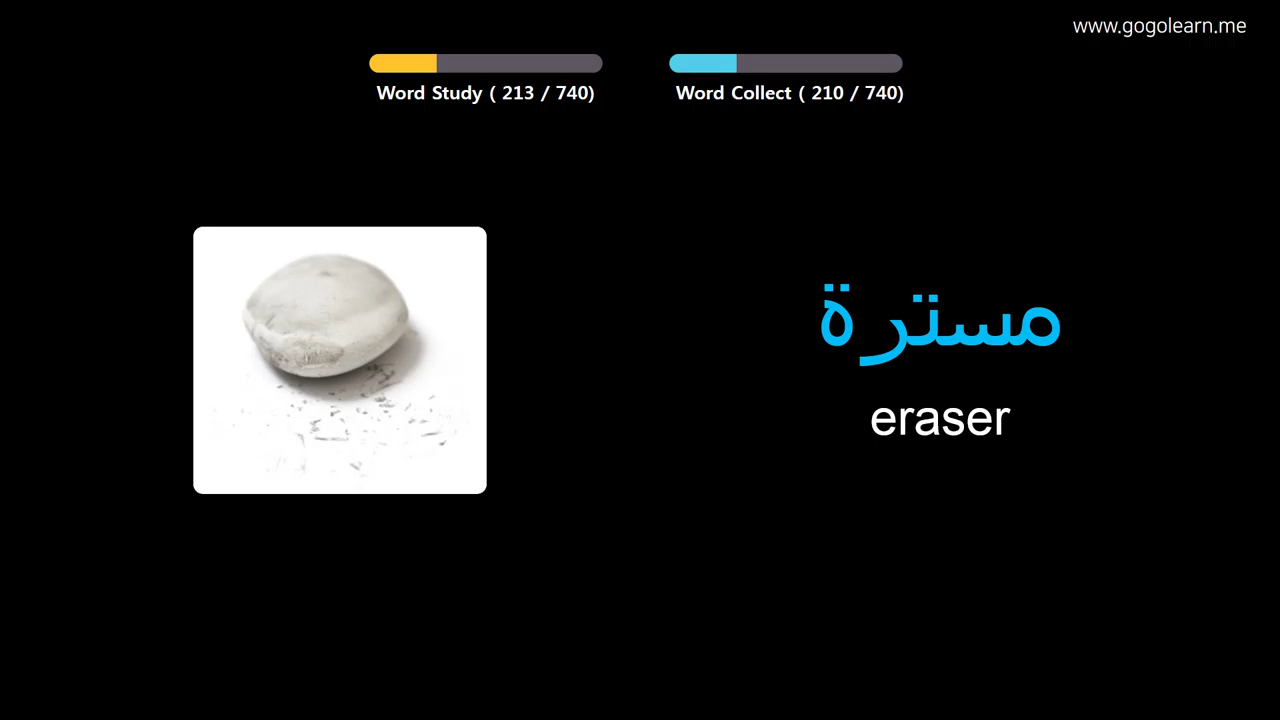 www.gogolearn.me
Word Study ( 213 / 740)
Word Collect ( 210 / 740)
مسترة
eraser